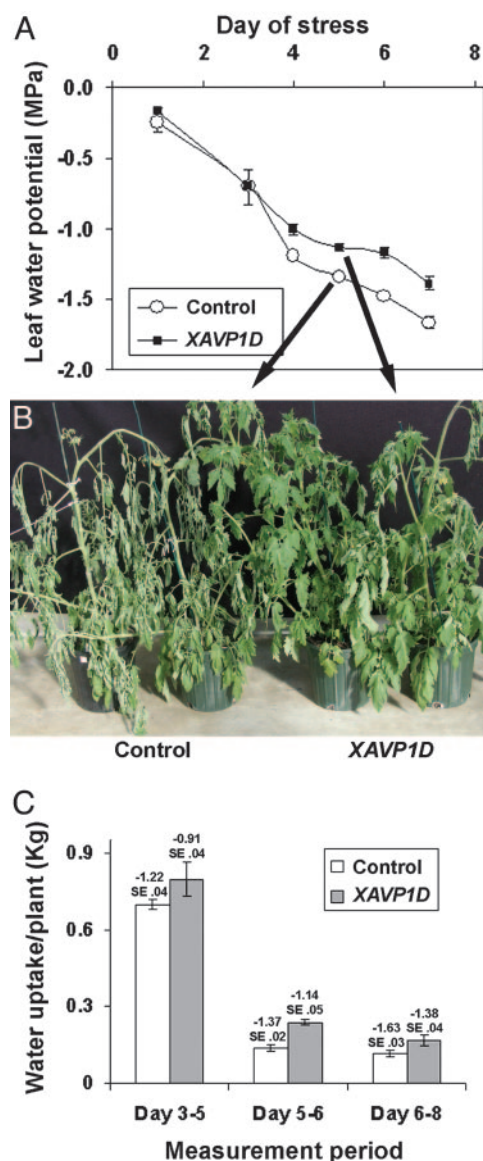 A
Day of stress
0 2 4 6 8
Leaf water potential (MPa)
0.0
-0.5
-1.0
-1.5
-2.0
Control
XAVP1D
B
Control XAVP1D
C
Water uptake/plant (Kg)
0.9
0.6
0.3
0
Control
XAVP1D
-1.22
SE .04
-0.91
SE .04
-1.37
SE .02
-1.14
SE .05
-1.63
SE .03
-1.38
SE .04
Day 3-5 Day 5-6 Day 6-8
Measurement period